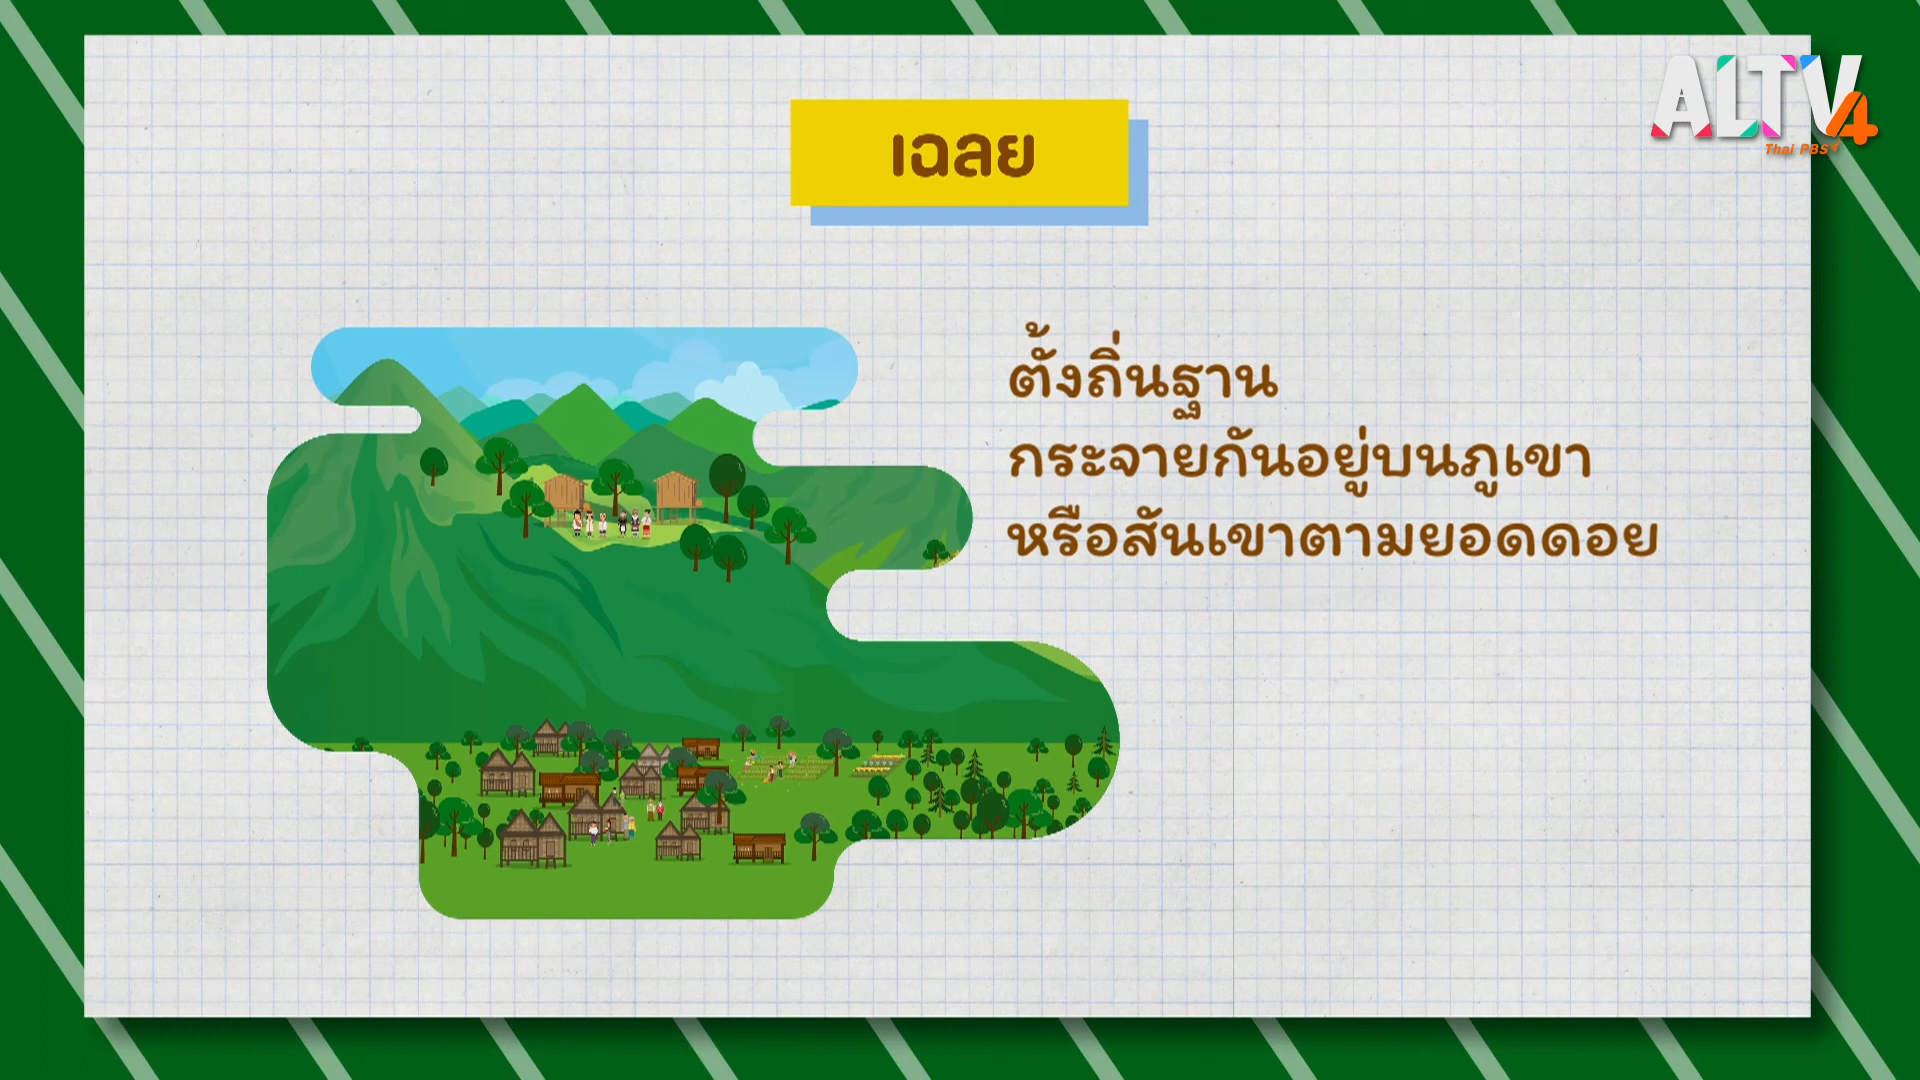 ALTV4
Thai PBS
เฉลย
ตั้งถิ่นฐาน
กระจายกันอยู่บนภูเขา
หรือสันเขาตามยอดดอย